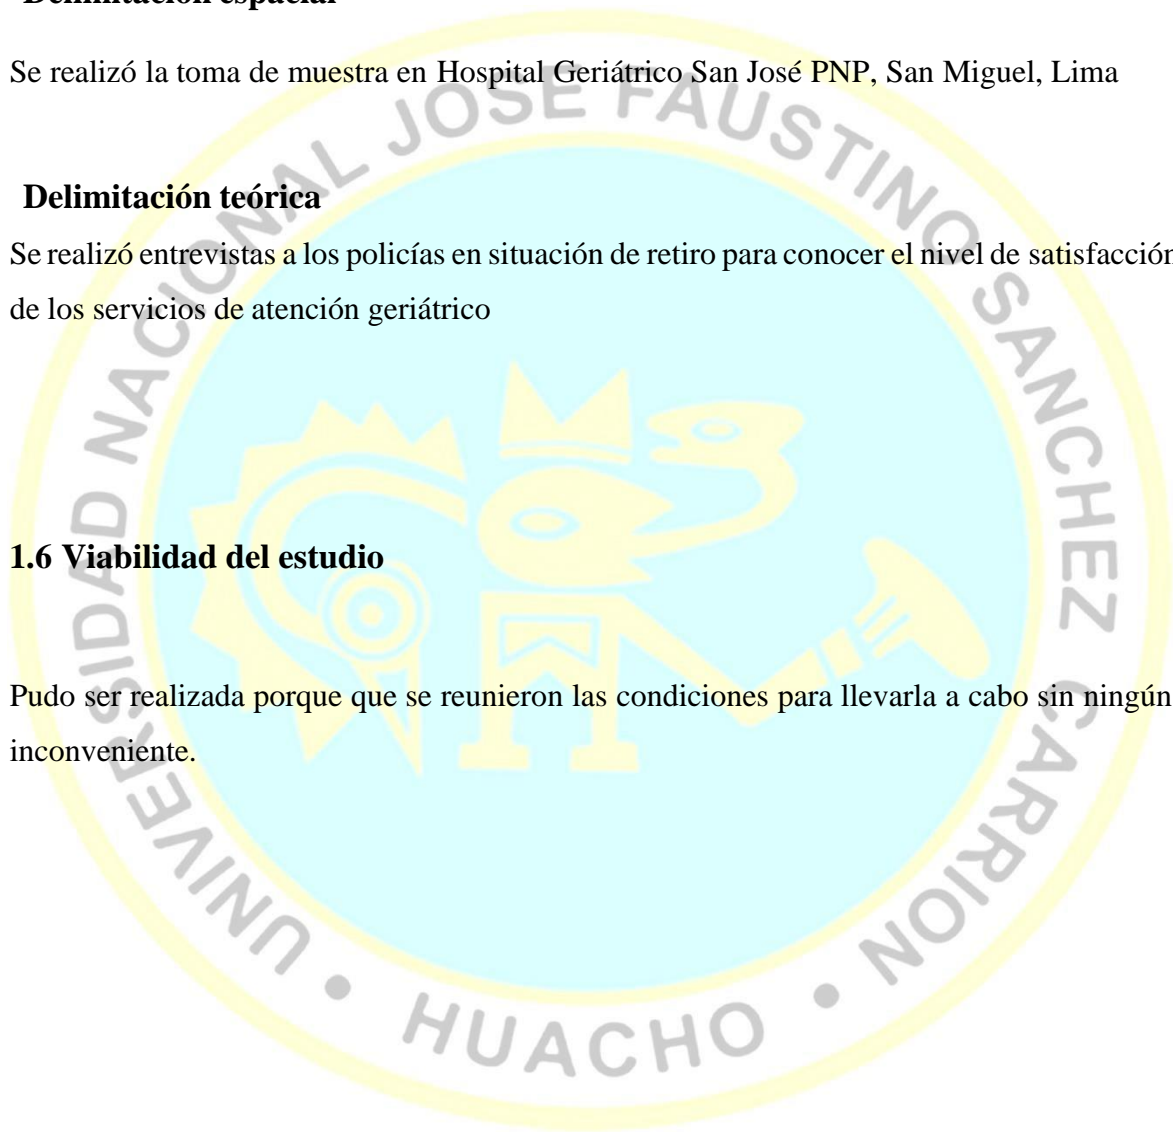 Delimitación espacial
Se realizó la toma de muestra en Hospital Geriátrico San José PNP, San Miguel, Lima
Delimitación teórica
Se realizó entrevistas a los policías en situación de retiro para conocer el nivel de satisfacción
de los servicios de atención geriátrico
1.6 Viabilidad del estudio
Pudo ser realizada porque que se reunieron las condiciones para llevarla a cabo sin ningún
inconveniente.
UNIVERSIDAD NACIONAL JOSE FAUSTINO SANCHEZ CARRION • HUACHO •